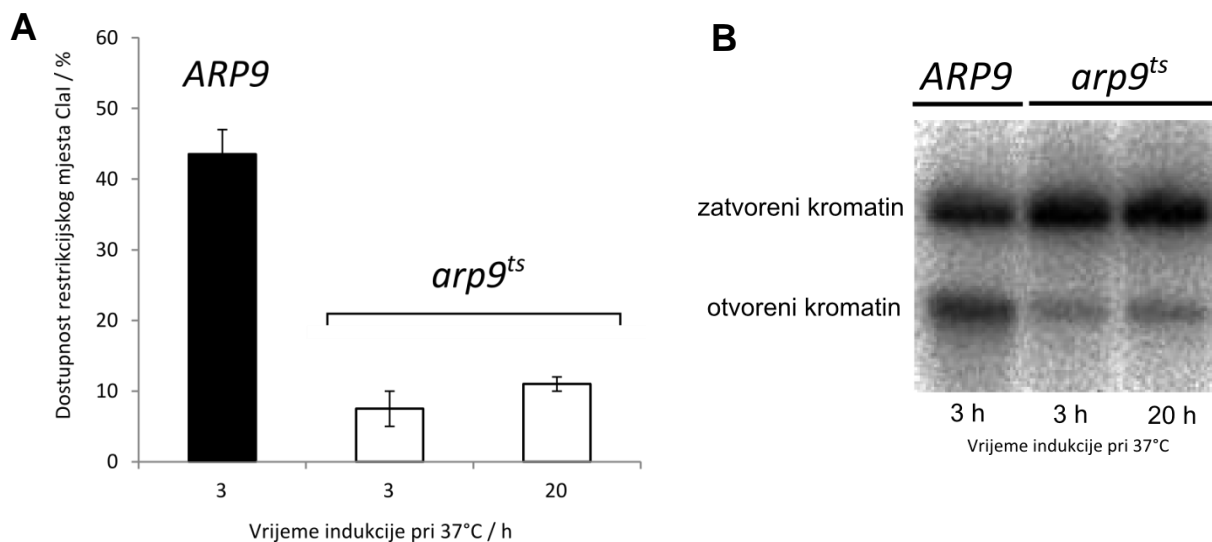 A
Dostupnost restrikcijskog mjesta ClaI / %
60
50
40
30
20
10
0
ARP9
arp9ts
3
3
20
Vrijeme indukcije pri 37°C / h
B
ARP9
arp9ts
zatvoreni kromatin
otvoreni kromatin
3 h
3 h
20 h
Vrijeme indukcije pri 37°C